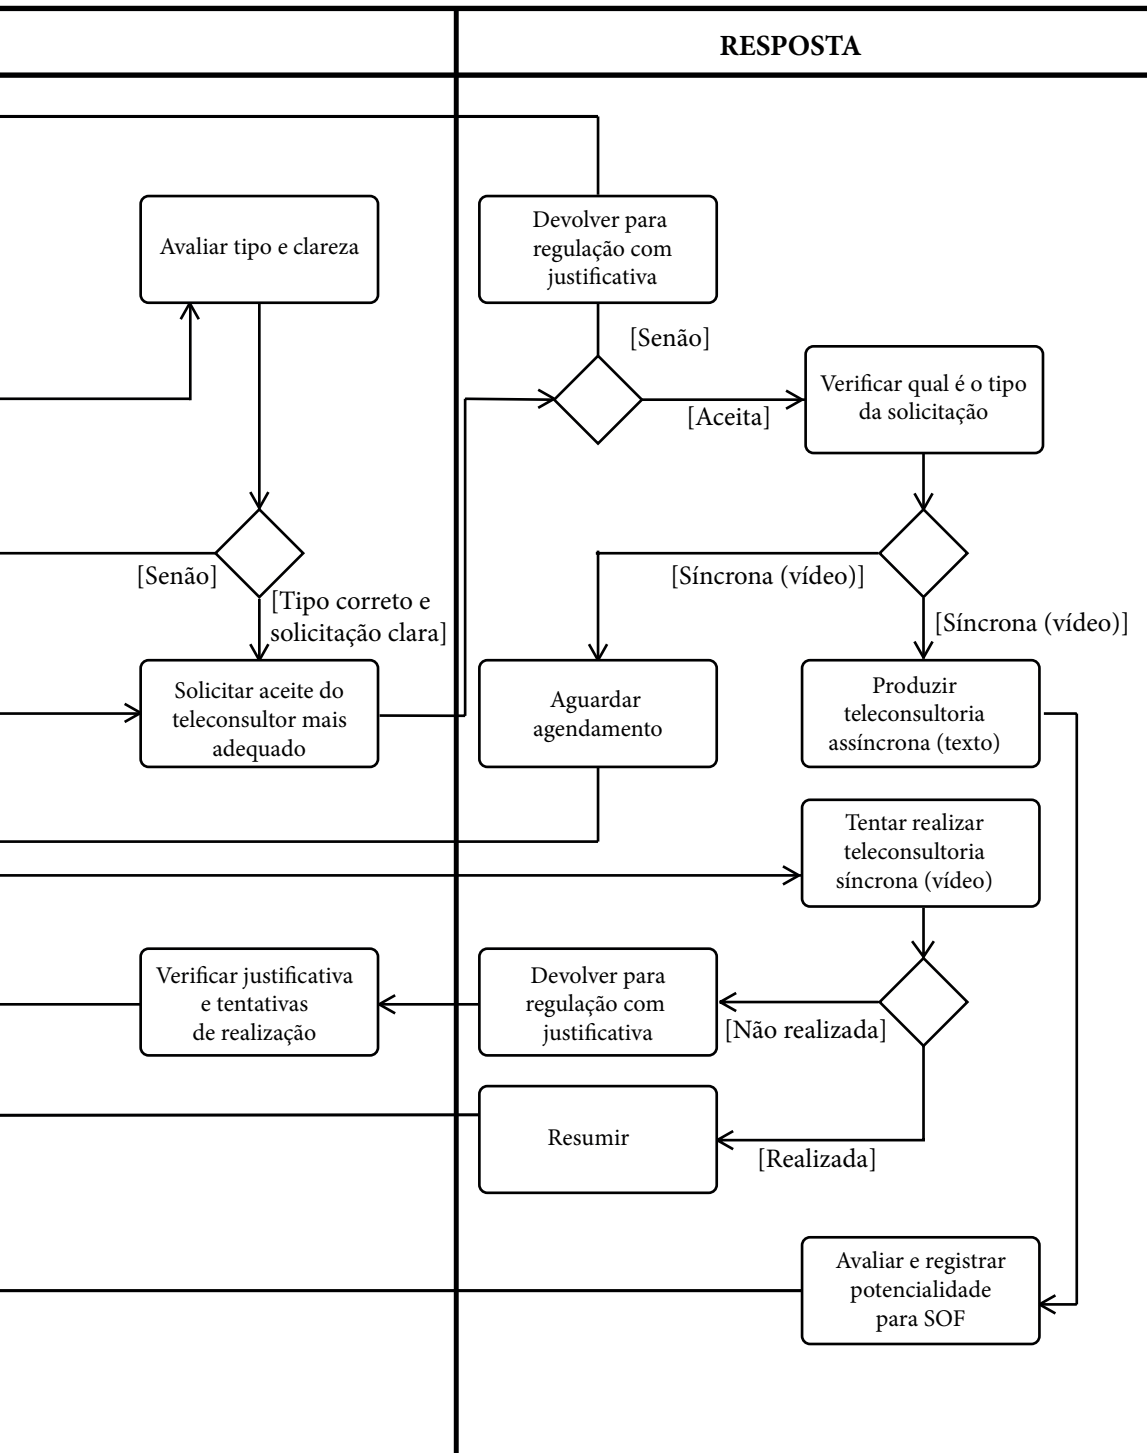 RESPOSTA
Avaliar tipo e clareza
Devolver para
regulação com
justificativa
[Senão]
Verificar qual é o tipo
da solicitação
[Aceita]
[Senão]
[Tipo correto e
solicitação clara]
[Síncrona (vídeo)]
[Síncrona (vídeo)]
Solicitar aceite do
teleconsultor mais
adequado
Aguardar
agendamento
Produzir
teleconsultoria
assíncrona (texto)
Tentar realizar
teleconsultoria
síncrona (vídeo)
Verificar justificativa
e tentativas
de realização
Devolver para
regulação com
justificativa
[Não realizada]
Resumir
[Realizada]
Avaliar e registrar
potencialidade
para SOF